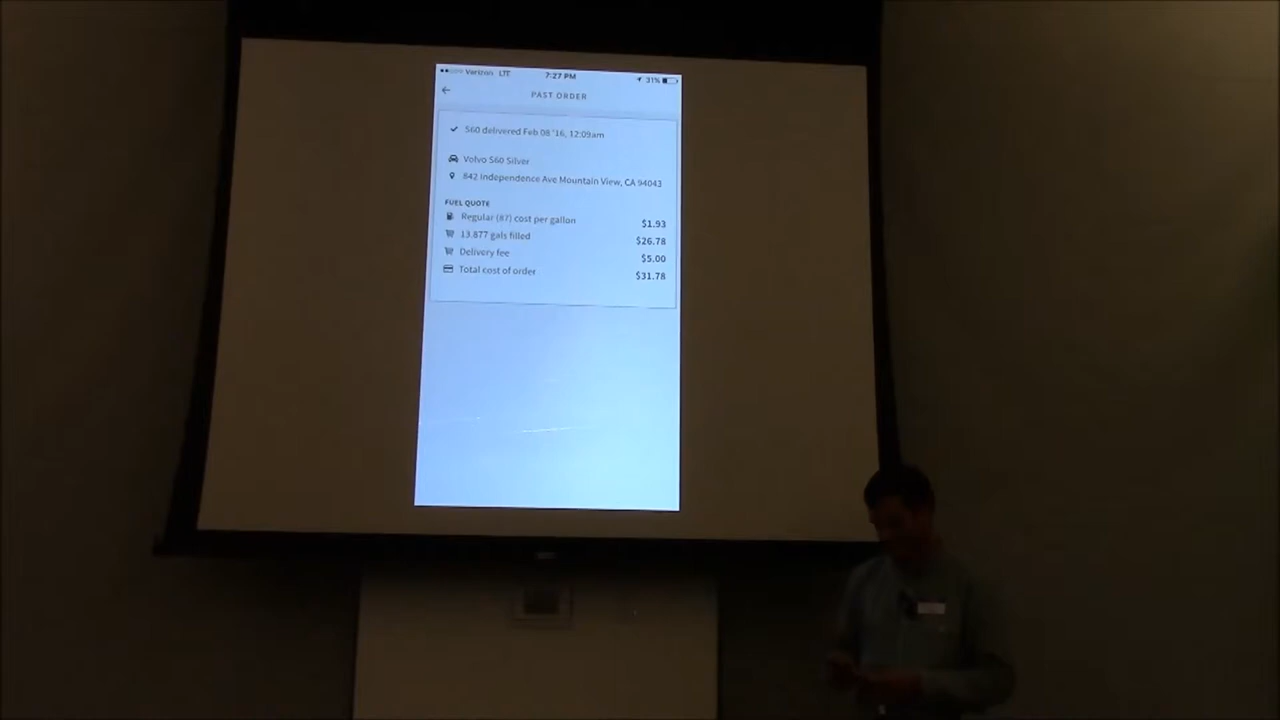 Verizon LTE 7:27 PM 31%
PAST ORDER
S60 delivered Feb 08 '16, 12:09am
Volvo S60 Silver
842 Independence Ave Mountain View, CA 94043
FUEL QUOTE
Regular (87) cost per gallon $1.93
13.877 gals filled $26.78
Delivery fee $5.00
Total cost of order $31.78